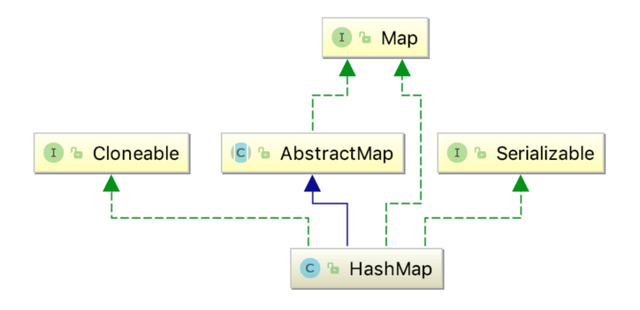 I Map
I Cloneable
C AbstractMap
I Serializable
C HashMap